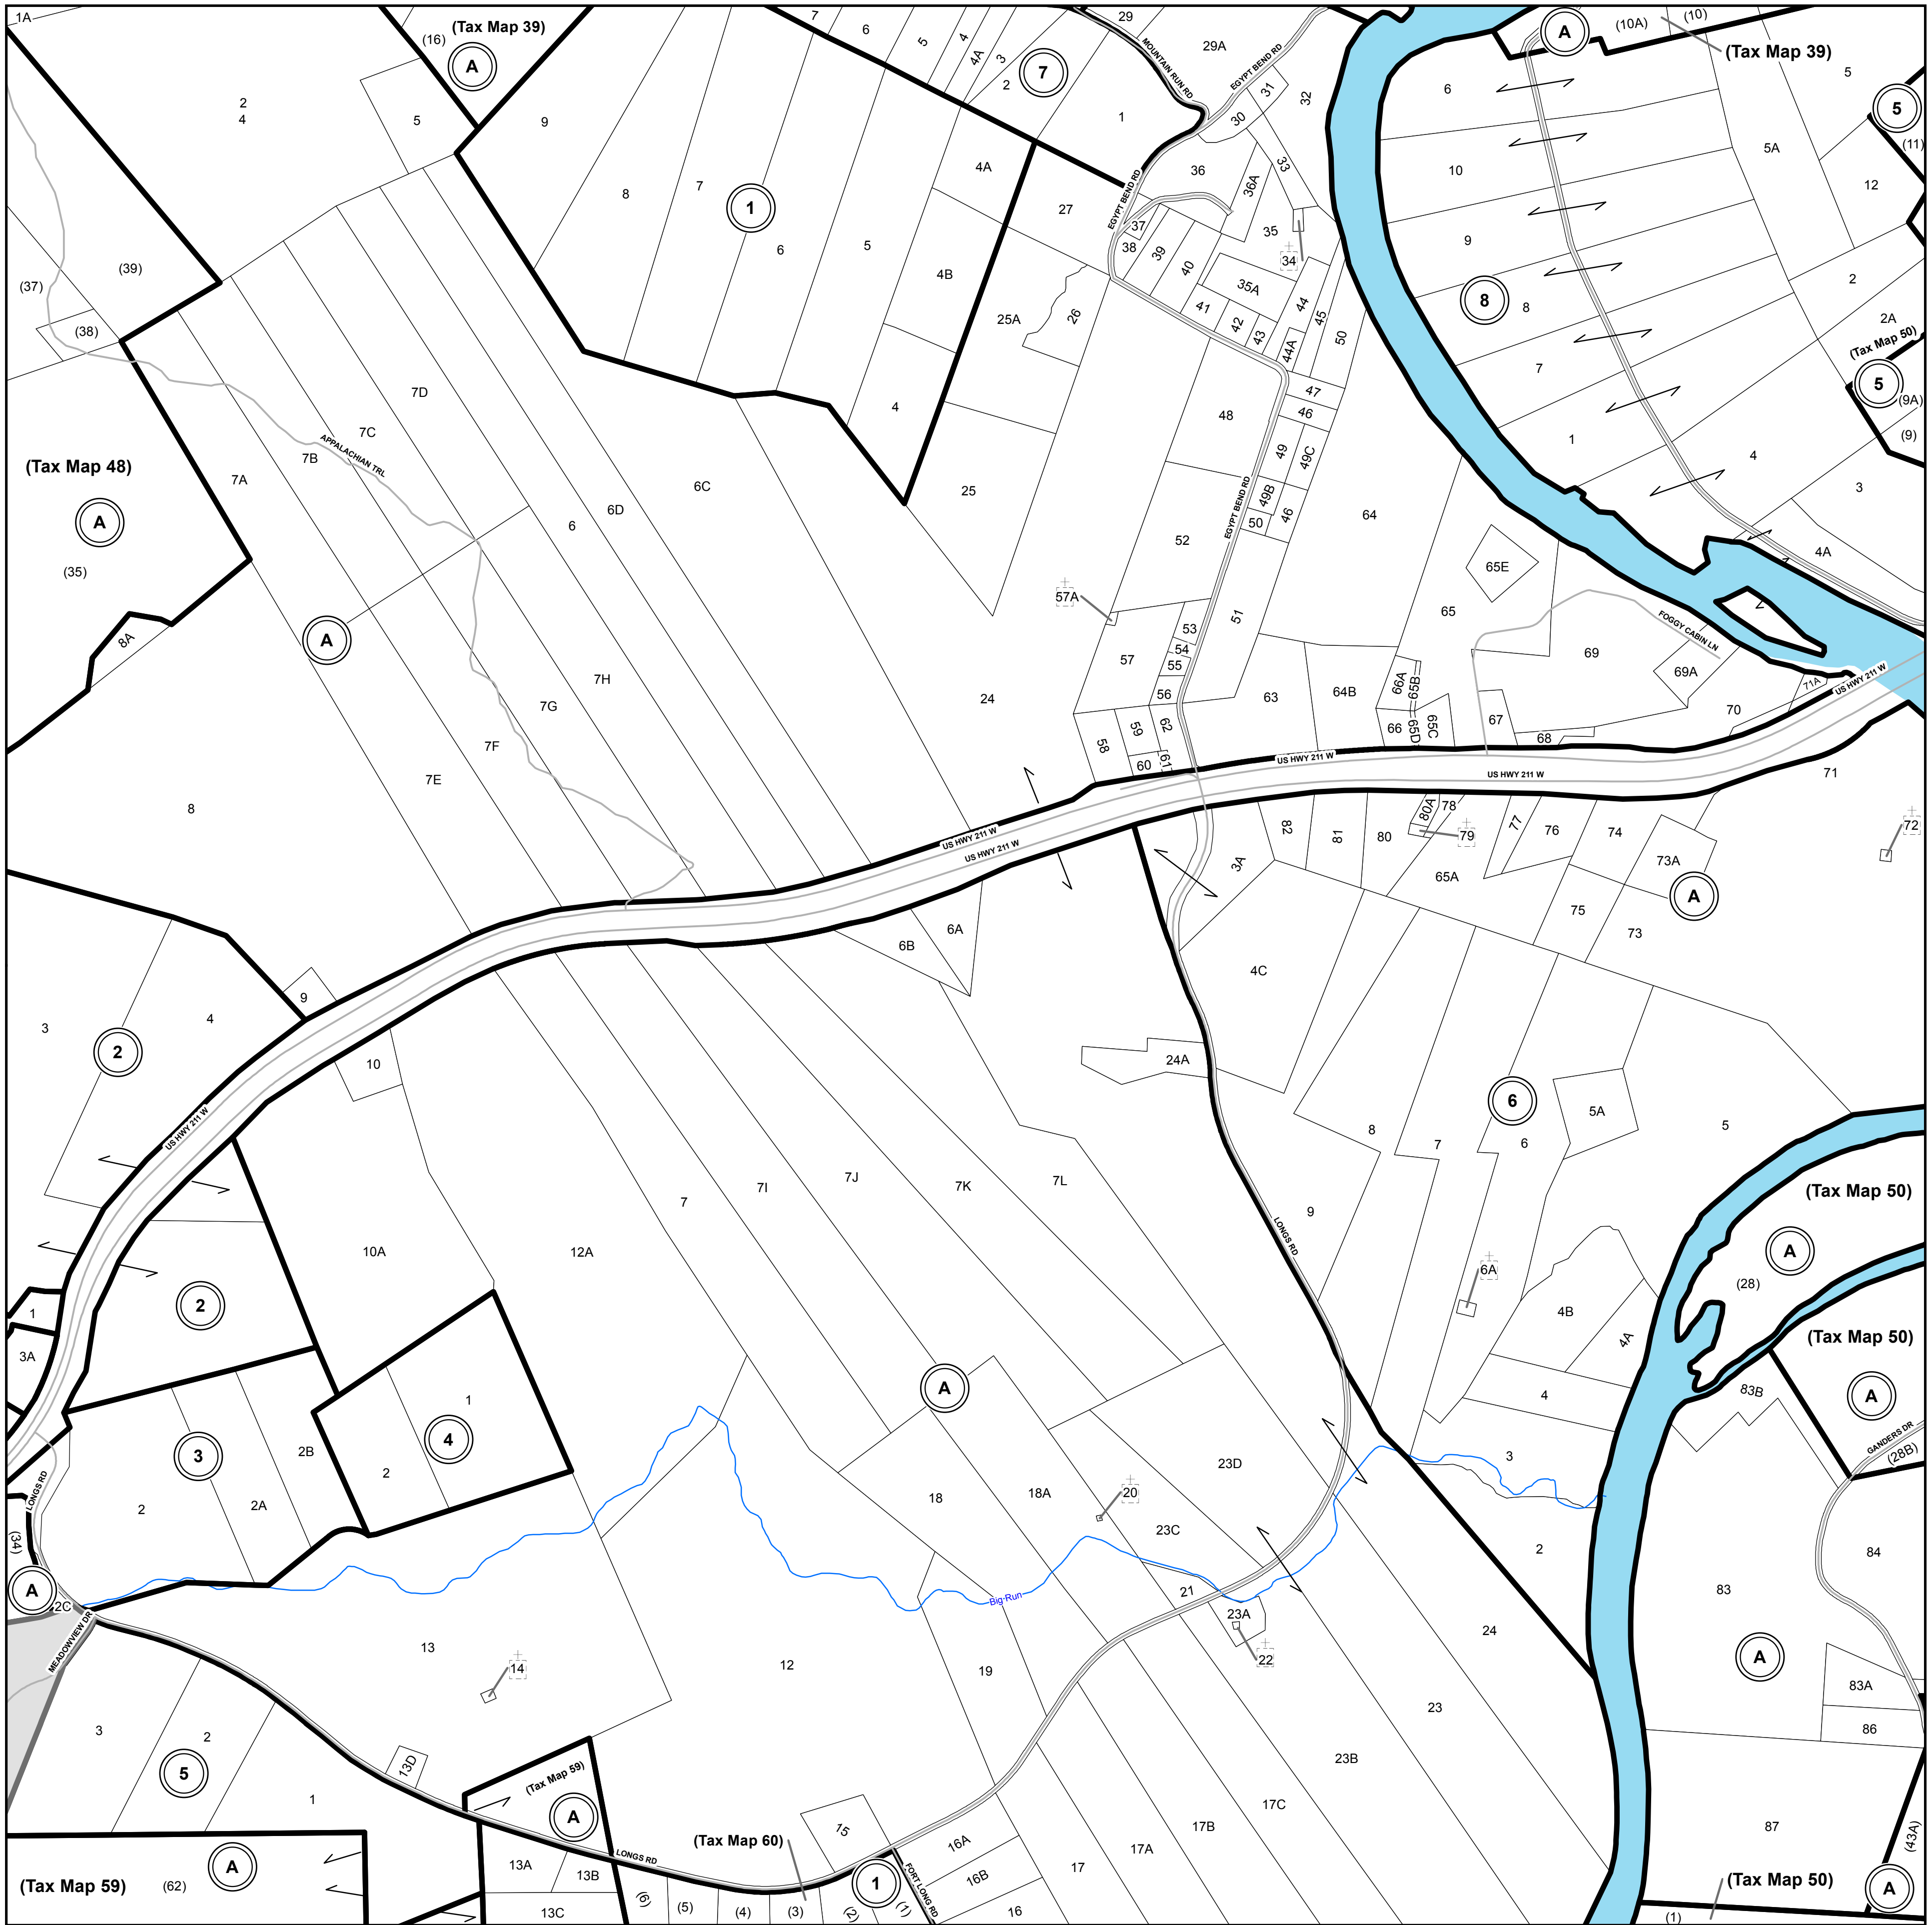 1A
(16)
(Tax Map 39)
A
7
6
5
4
4A
3
2
7
29
29A
MOUNTAIN RUN RD
EGYPT BEND RD
A
(10A)
(10)
(Tax Map 39)
5
5
(11)
2
4
5
9
1
31
30
32
6
5A
12
8
7
1
6
5
4A
4B
4
27
EGYPT BEND RD
36
36A
33
37
38
39
40
35
34
35A
41
42
43
44
44A
45
50
10
9
8
8
7
1
4
2
2A
(Tax Map 50)
5
(9A)
(9)
3
4A
(37)
(39)
(38)
25A
26
25
47
46
48
49
49C
49B
50
46
EGYPT BEND RD
(Tax Map 48)
A
(35)
8A
7A
7B
7C
7D
APPALACHIAN TRL
6
6D
6C
A
7H
7G
7F
7E
8
24
52
57A
57
53
54
55
56
51
58
59
60
61
62
63
64
64B
65E
65
66A
65B
66
65D
65C
67
68
69
69A
70
71A
FOGGY CABIN LN
US HWY 211 W
US HWY 211 W
US HWY 211 W
US HWY 211 W
US HWY 211 W
71
72
3A
82
81
80
80A
78
79
65A
77
76
74
73A
75
73
A
6B
6A
4C
9
3
2
4
10
24A
US HWY 211 W
8
7
6
6
5A
5
(Tax Map 50)
A
(28)
7
7I
7J
7K
7L
9
LONGS RD
10A
12A
2
1
3A
6A
4B
4A
4
3
(Tax Map 50)
A
83B
GANDERS DR
(28B)
A
1
4
2
2B
3
2A
2
LONGS RD
(34)
A
2C
MEADOWVIEW DR
18
18A
20
23D
23C
21
23A
22
Big Run
2
24
83
84
A
83A
86
87
13
14
12
19
23
23B
17C
17B
17A
17
3
2
5
1
13D
(Tax Map 59)
A
(Tax Map 60)
15
16A
16B
16
1
FORT LONG RD
LONGS RD
(Tax Map 59)
(62)
A
13A
13B
13C
(6)
(5)
(4)
(3)
(2)
(1)
(Tax Map 50)
(1)
A
(43A)